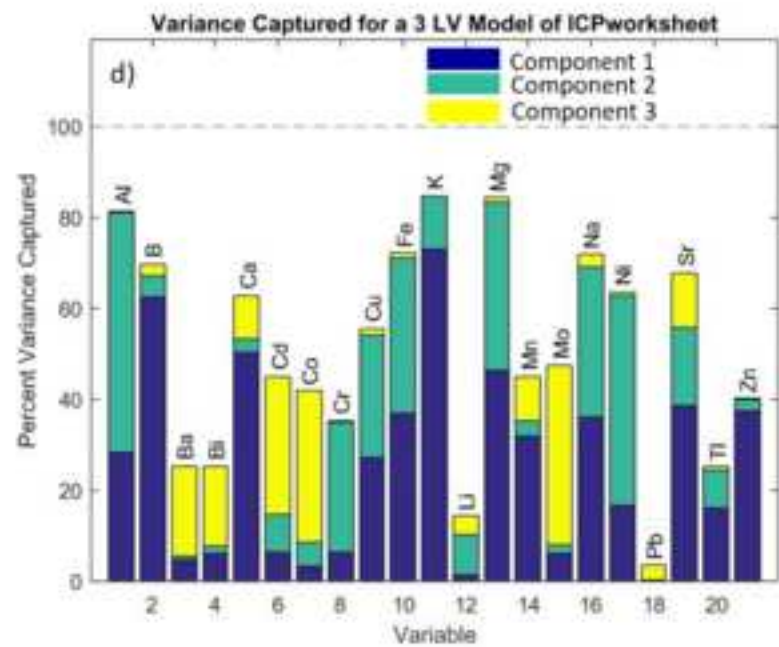 Variance Captured for a 3 LV Model of ICPworksheet
d)
Component 1
Component 2
Component 3
Percent Variance Captured
100
80
60
40
20
0
Al
B
Ba
Bi
Ca
Cd
Co
Cr
Cu
Fe
K
Li
Mg
Mn
Mo
Na
Ni
Pb
Sr
Tl
Zn
2 4 6 8 10 12 14 16 18 20
Variable